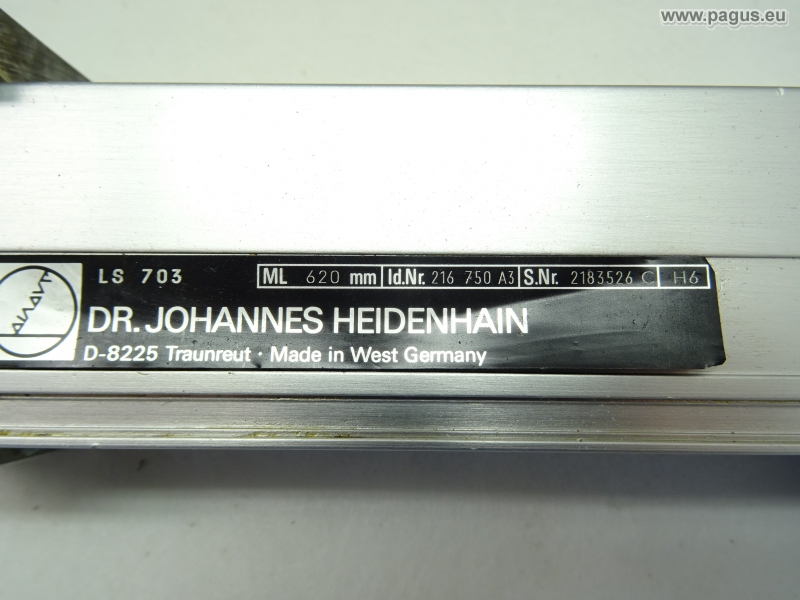 www.pagus.eu
LS 703 ML 620 mm Id.Nr. 216 750 A3 S.Nr. 2183526 C H6
DR. JOHANNES HEIDENHAIN
D-8225 Traunreut · Made in West Germany